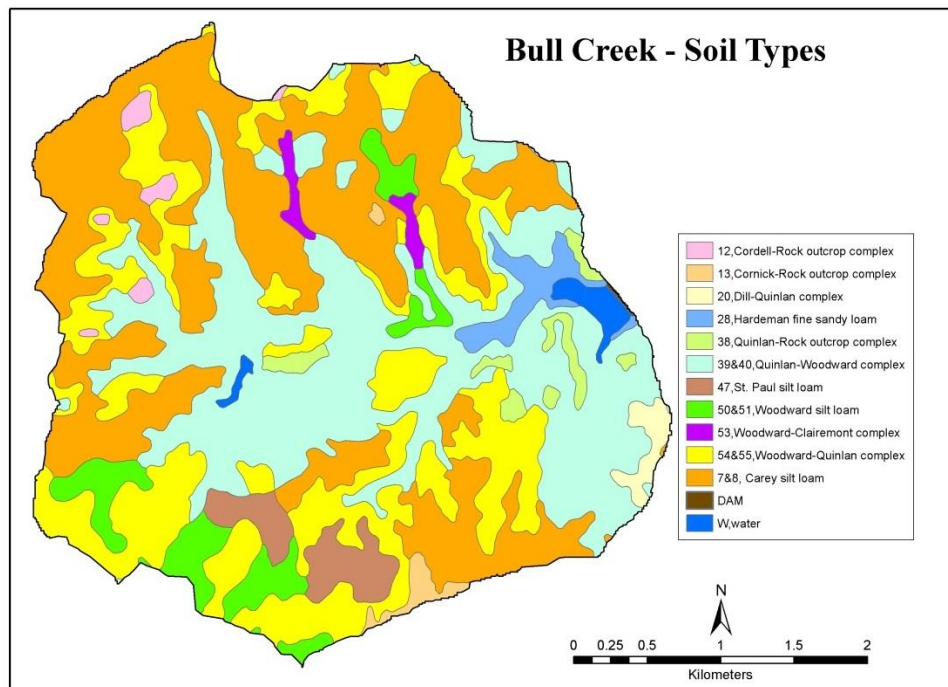 Bull Creek - Soil Types
12,Cordell-Rock outcrop complex
13,Cornick-Rock outcrop complex
20,Dill-Quinlan complex
28,Hardeman fine sandy loam
38,Quinlan-Rock outcrop complex
39&40,Quinlan-Woodward complex
47,St. Paul silt loam
50&51,Woodward silt loam
53,Woodward-Clairemont complex
54&55,Woodward-Quinlan complex
7&8, Carey silt loam
DAM
W,water
N
0 0.25 0.5 1 1.5 2
Kilometers